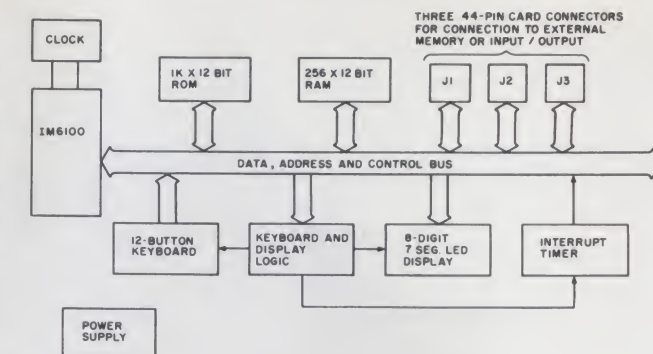 THREE 44-PIN CARD CONNECTORS
FOR CONNECTION TO EXTERNAL
MEMORY OR INPUT / OUTPUT
CLOCK
1K X 12 BIT
ROM
256 X 12 BIT
RAM
J1
J2
J3
IM6100
DATA, ADDRESS AND CONTROL BUS
12-BUTTON
KEYBOARD
KEYBOARD AND
DISPLAY
LOGIC
8-DIGIT
7 SEG. LED
DISPLAY
INTERRUPT
TIMER
POWER
SUPPLY